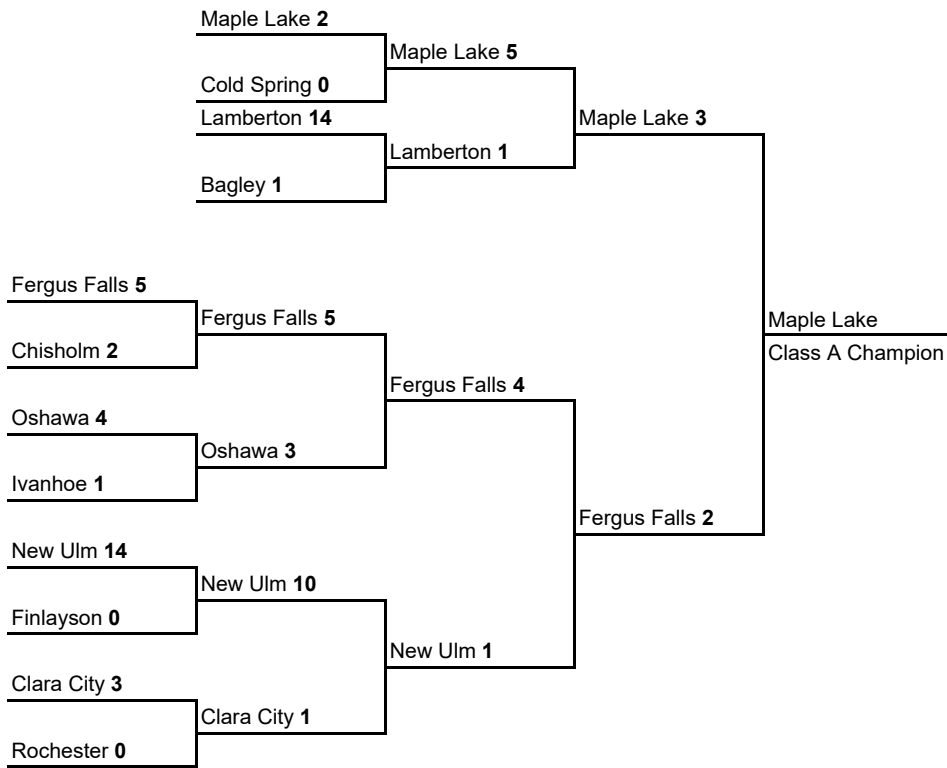 Maple Lake 2
Maple Lake 5
Cold Spring 0
Lamberton 14
Maple Lake 3
Lamberton 1
Bagley 1
Fergus Falls 5
Fergus Falls 5
Maple Lake
Chisholm 2
Class A Champion
Fergus Falls 4
Oshawa 4
Oshawa 3
Ivanhoe 1
Fergus Falls 2
New Ulm 14
New Ulm 10
Finlayson 0
New Ulm 1
Clara City 3
Clara City 1
Rochester 0